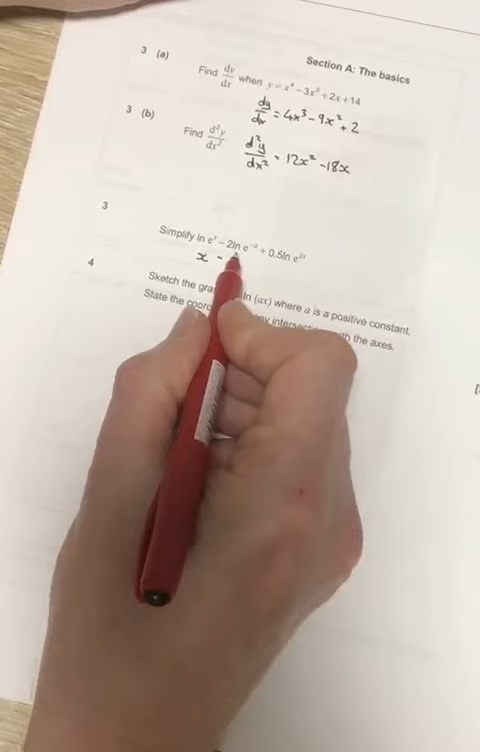 Section A: The basics
3 (a) Find dy/dx when y = x⁴ − 3x³ + 2x + 14
dy/dx = 4x³ − 9x² + 2
3 (b) Find d²y/dx²
d²y/dx² = 12x² − 18x
3
Simplify ln eˣ − 2ln e⁻ˣ + 0.5ln e²ˣ
x −
4
Sketch the ln (ax) where a is a positive constant.
State the any the axes.